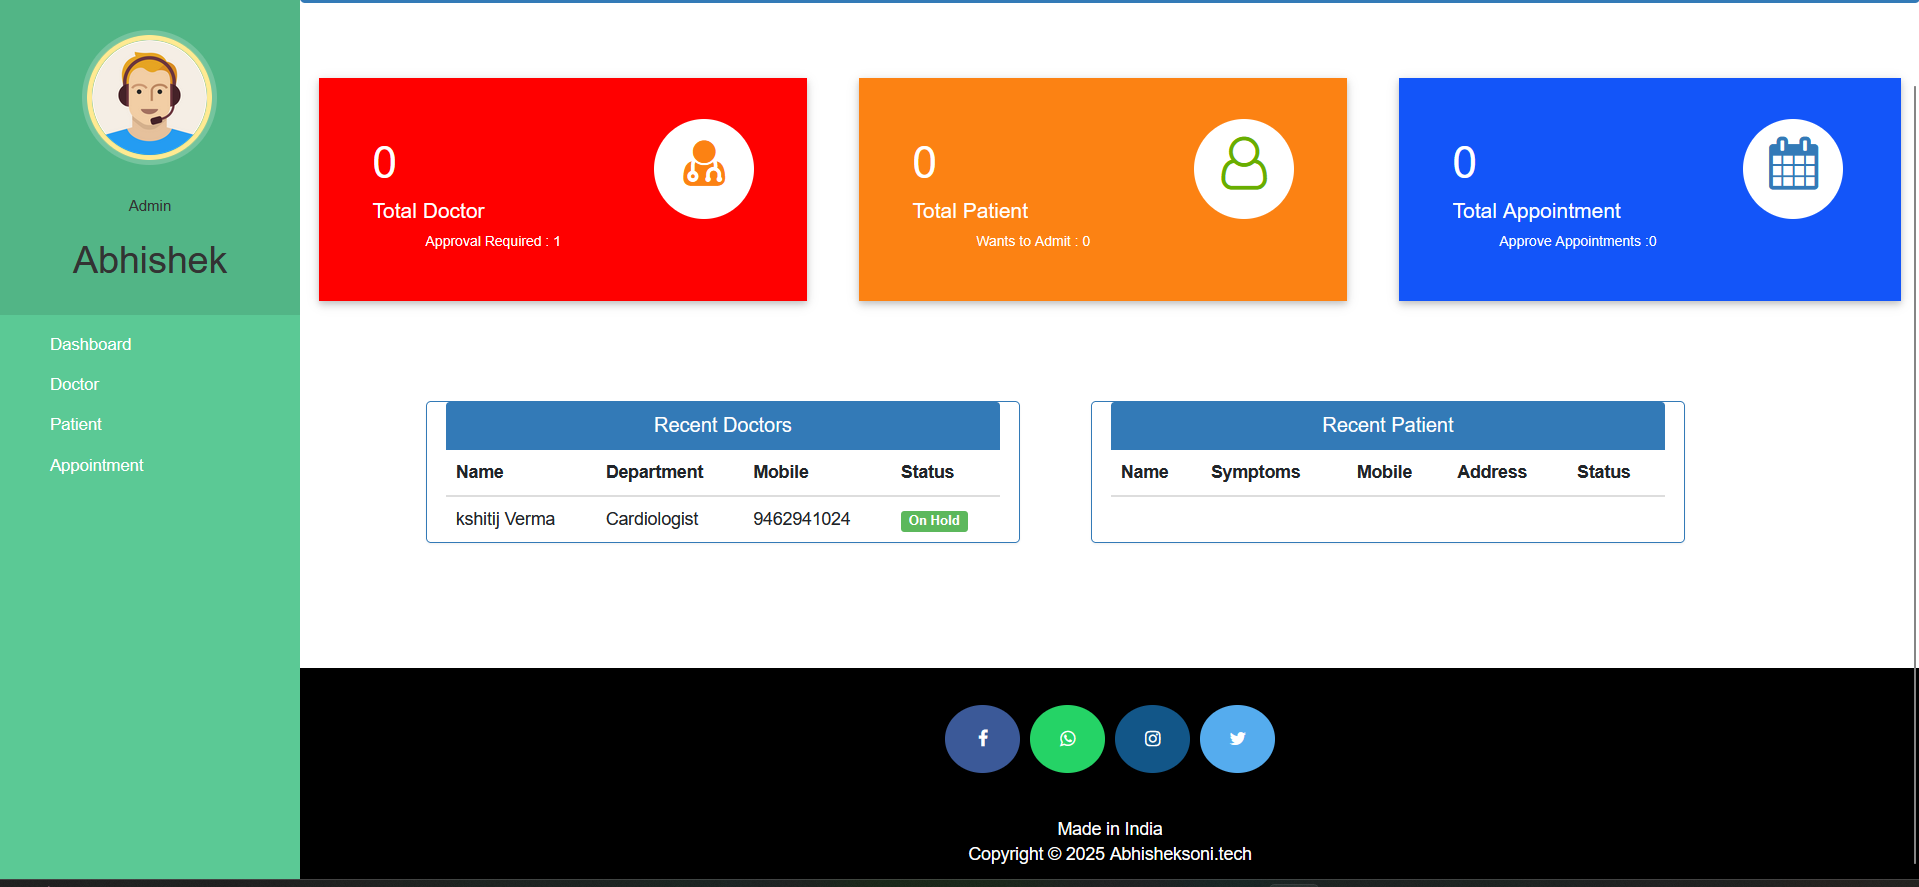 Admin
Abhishek
Dashboard
Doctor
Patient
Appointment
0
Total Doctor
Approval Required : 1
0
Total Patient
Wants to Admit : 0
0
Total Appointment
Approve Appointments :0
Recent Doctors
Name Department Mobile Status
kshitij Verma Cardiologist 9462941024 On Hold
Recent Patient
Name Symptoms Mobile Address Status
Made in India
Copyright © 2025 Abhisheksoni.tech